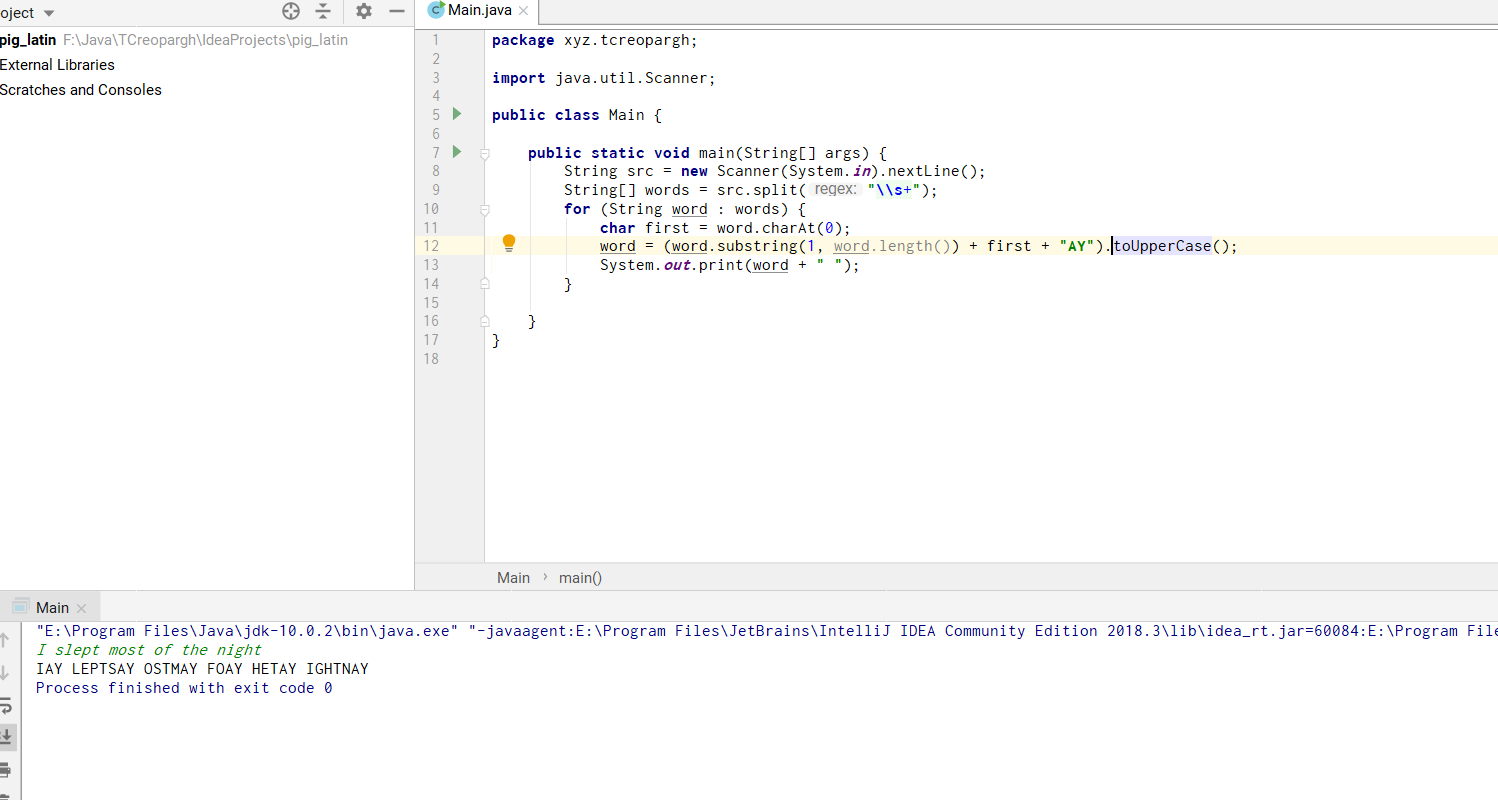 oject
Main.java
pig_latin F:\Java\TCreopargh\IdeaProjects\pig_latin
External Libraries
Scratches and Consoles
1 package xyz.tcreopargh;
2
3 import java.util.Scanner;
4
5 public class Main {
6
7 public static void main(String[] args) {
8 String src = new Scanner(System.in).nextLine();
9 String[] words = src.split( regex: "\\s+");
10 for (String word : words) {
11 char first = word.charAt(0);
12 word = (word.substring(1, word.length()) + first + "AY").toUpperCase();
13 System.out.print(word + " ");
14 }
15
16 }
17 }
18
Main › main()
Main
"E:\Program Files\Java\jdk-10.0.2\bin\java.exe" "-javaagent:E:\Program Files\JetBrains\IntelliJ IDEA Community Edition 2018.3\lib\idea_rt.jar=60084:E:\Program File
I slept most of the night
IAY LEPTSAY OSTMAY FOAY HETAY IGHTNAY
Process finished with exit code 0